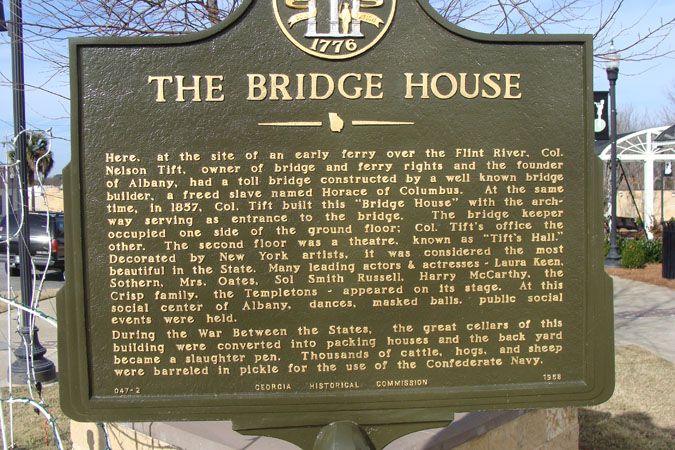 1776
THE BRIDGE HOUSE
Here, at the site of an early ferry over the Flint River, Col.
Nelson Tift, owner of bridge and ferry rights and the founder
of Albany, had a toll bridge constructed by a well known bridge
builder, a freed slave named Horace of Columbus. At the same
time, in 1857, Col. Tift built this "Bridge House" with the arch-
way serving as entrance to the bridge. The bridge keeper
occupied one side of the ground floor; Col. Tift's office the
other. The second floor was a theatre, known as "Tift's Hall."
Decorated by New York artists, it was considered the most
beautiful in the State. Many leading actors & actresses - Laura Keen,
Sothern, Mrs. Oates, Sol Smith Russell, Harry McCarthy, the
Crisp family, the Templetons - appeared on its stage. At this
social center of Albany, dances, masked balls, public social
events were held.
During the War Between the States, the great cellars of this
building were converted into packing houses and the back yard
became a slaughter pen. Thousands of cattle, hogs, and sheep
were barreled in pickle for the use of the Confederate Navy.
047-2 GEORGIA HISTORICAL COMMISSION 1958